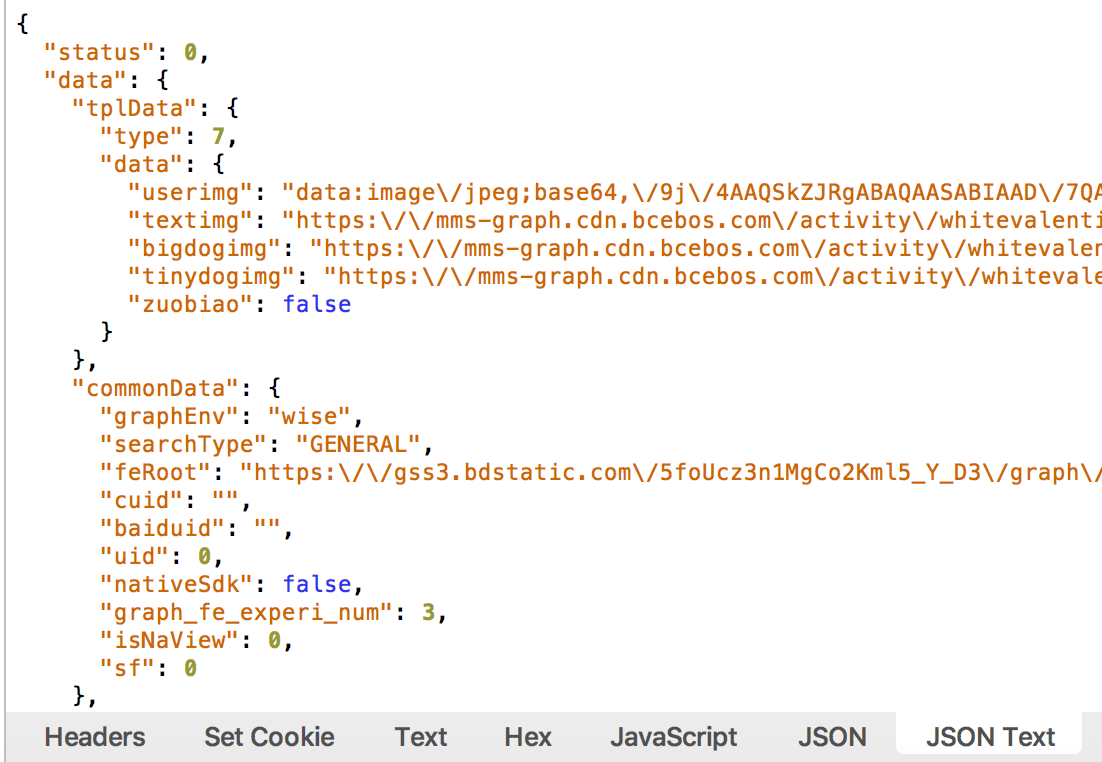 {
"status": 0,
"data": {
"tplData": {
"type": 7,
"data": {
"userimg": "data:image\/jpeg;base64,\/9j\/4AAQSkZJRgABAQAASABIAAD\/7QA
"textimg": "https:\/\/mms-graph.cdn.bcebos.com\/activity\/whitevalenti
"bigdogimg": "https:\/\/mms-graph.cdn.bcebos.com\/activity\/whitevalen
"tinydogimg": "https:\/\/mms-graph.cdn.bcebos.com\/activity\/whitevale
"zuobiao": false
}
},
"commonData": {
"graphEnv": "wise",
"searchType": "GENERAL",
"feRoot": "https:\/\/gss3.bdstatic.com\/5foUcz3n1MgCo2Kml5_Y_D3\/graph\/
"cuid": "",
"baiduid": "",
"uid": 0,
"nativeSdk": false,
"graph_fe_experi_num": 3,
"isNaView": 0,
"sf": 0
},
Headers Set Cookie Text Hex JavaScript JSON JSON Text